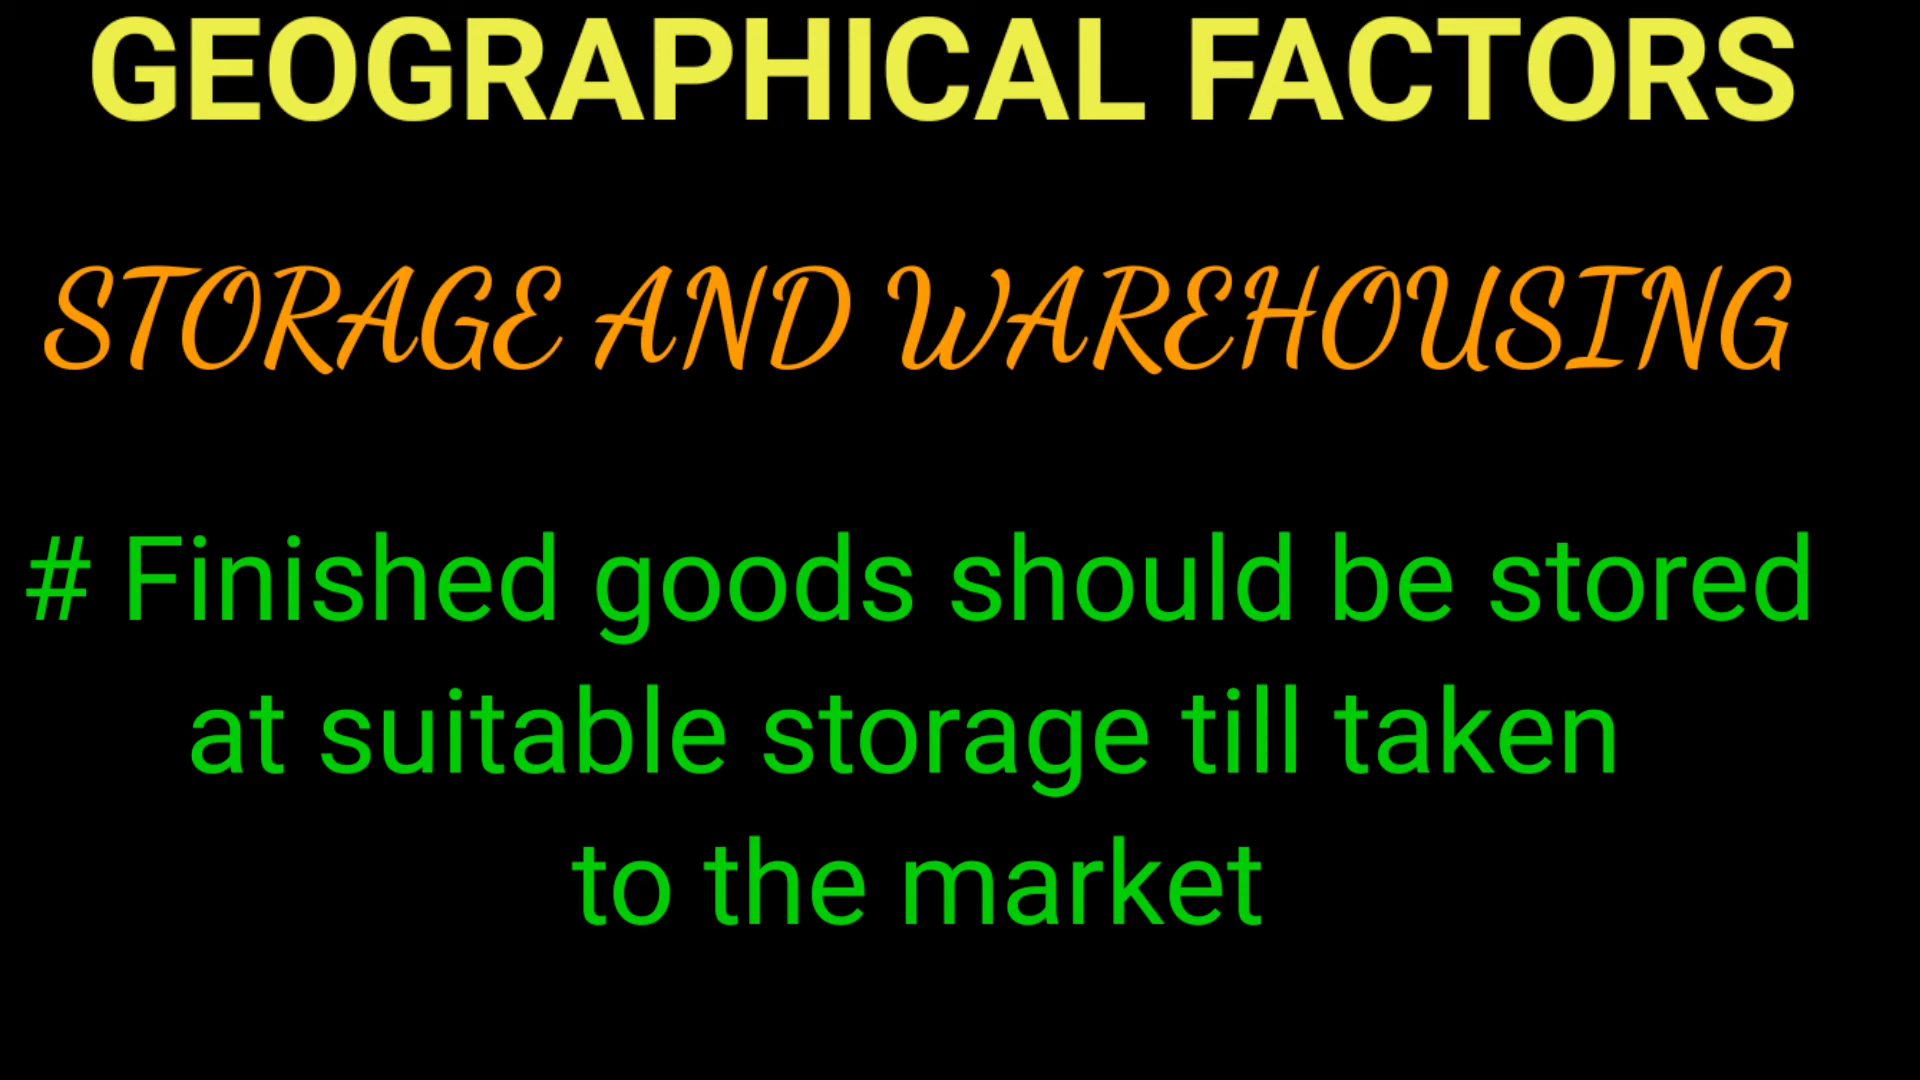 GEOGRAPHICAL FACTORS
STORAGE AND WAREHOUSING
# Finished goods should be stored
at suitable storage till taken
to the market